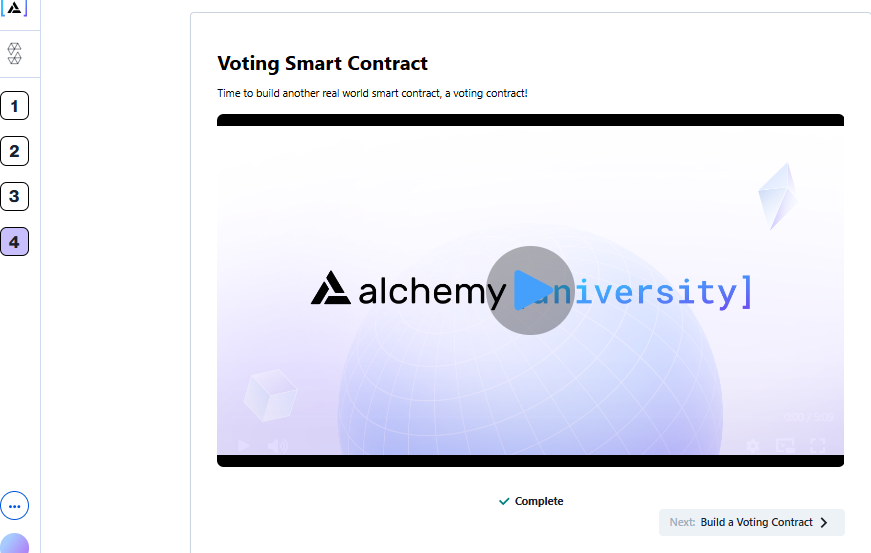 1
2
3
4
Voting Smart Contract
Time to build another real world smart contract, a voting contract!
alchemy university]
Complete
Next: Build a Voting Contract